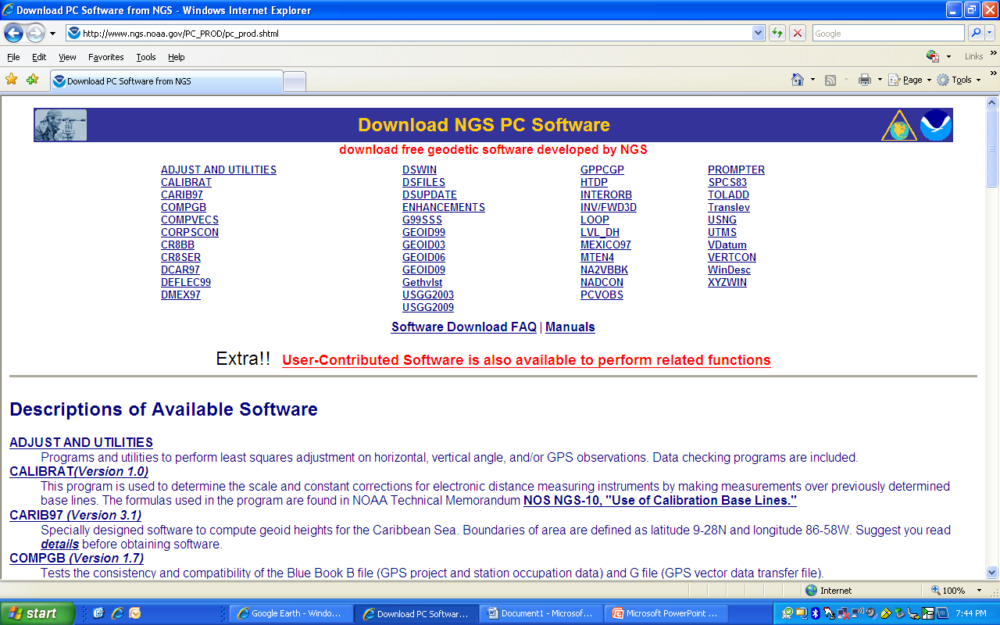 Download PC Software from NGS - Windows Internet Explorer
http://www.ngs.noaa.gov/PC_PROD/pc_prod.shtml
Google
File Edit View Favorites Tools Help
Links
Download PC Software from NGS
Page Tools
Download NGS PC Software
download free geodetic software developed by NGS
ADJUST AND UTILITIES
CALIBRAT
CARIB97
COMPGB
COMPVECS
CORPSCON
CR8BB
CR8SER
DCAR97
DEFLEC99
DMEX97
DSWIN
DSFILES
DSUPDATE
ENHANCEMENTS
G99SSS
GEOID99
GEOID03
GEOID06
GEOID09
Gethvlst
USGG2003
USGG2009
GPPCGP
HTDP
INTERORB
INV/FWD3D
LOOP
LVL_DH
MEXICO97
MTEN4
NA2VBBK
NADCON
PCVOBS
PROMPTER
SPCS83
TOLADD
Translev
USNG
UTMS
VDatum
VERTCON
WinDesc
XYZWIN
Software Download FAQ | Manuals
Extra!! User-Contributed Software is also available to perform related functions
Descriptions of Available Software
ADJUST AND UTILITIES
Programs and utilities to perform least squares adjustment on horizontal, vertical angle, and/or GPS observations. Data checking programs are included.
CALIBRAT(Version 1.0)
This program is used to determine the scale and constant corrections for electronic distance measuring instruments by making measurements over previously determined
base lines. The formulas used in the program are found in NOAA Technical Memorandum NOS NGS-10, "Use of Calibration Base Lines."
CARIB97 (Version 3.1)
Specially designed software to compute geoid heights for the Caribbean Sea. Boundaries of area are defined as latitude 9-28N and longitude 86-58W. Suggest you read
details before obtaining software.
COMPGB (Version 1.7)
Tests the consistency and compatibility of the Blue Book B file (GPS project and station occupation data) and G file (GPS vector data transfer file).
Internet
100%
start
Google Earth - Windo...
Download PC Softwar...
Document1 - Microsof...
Microsoft PowerPoint ...
7:44 PM